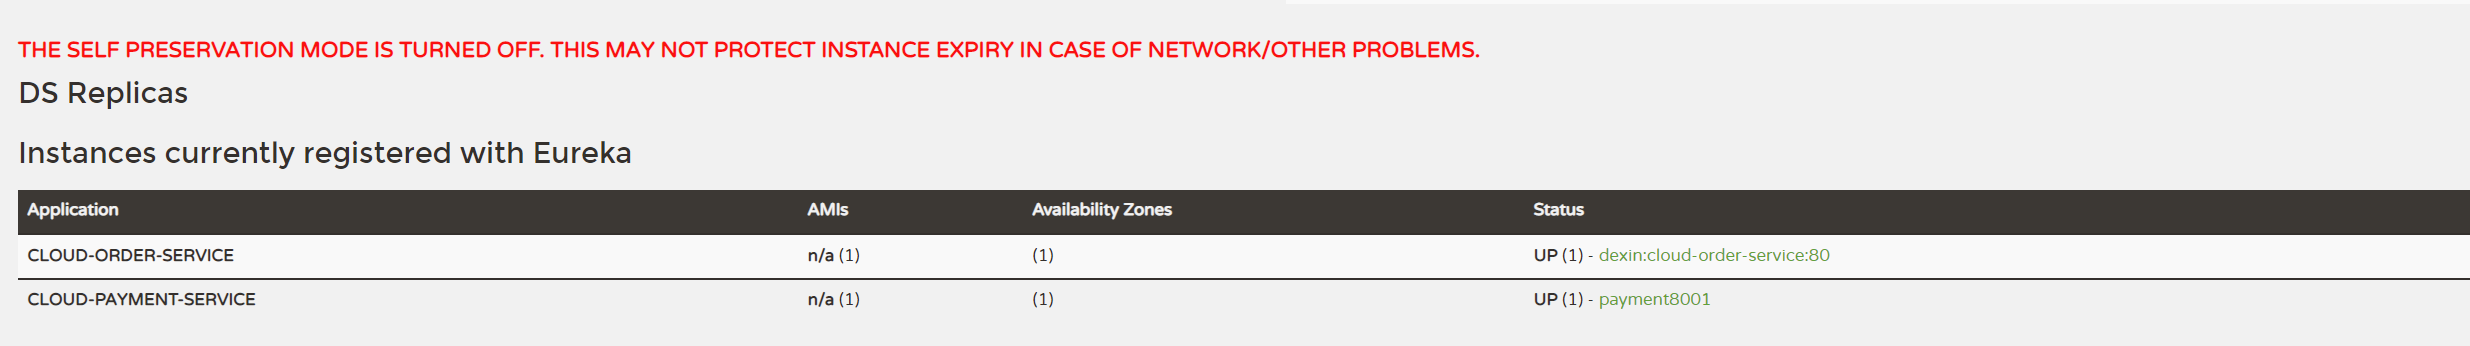 THE SELF PRESERVATION MODE IS TURNED OFF. THIS MAY NOT PROTECT INSTANCE EXPIRY IN CASE OF NETWORK/OTHER PROBLEMS.
DS Replicas
Instances currently registered with Eureka
Application AMIs Availability Zones Status
CLOUD-ORDER-SERVICE n/a (1) (1) UP (1) - dexin:cloud-order-service:80
CLOUD-PAYMENT-SERVICE n/a (1) (1) UP (1) - payment8001